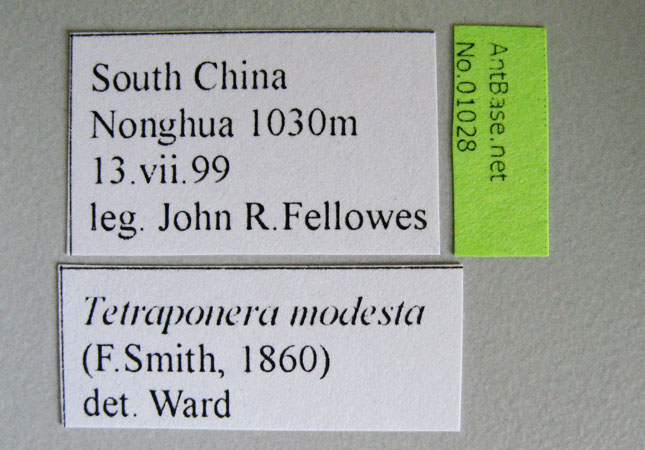 South China
Nonghua 1030m
13.vii.99
leg. John R.Fellowes
AntBase.net
No.01028
Tetraponera modesta
(F.Smith, 1860)
det. Ward